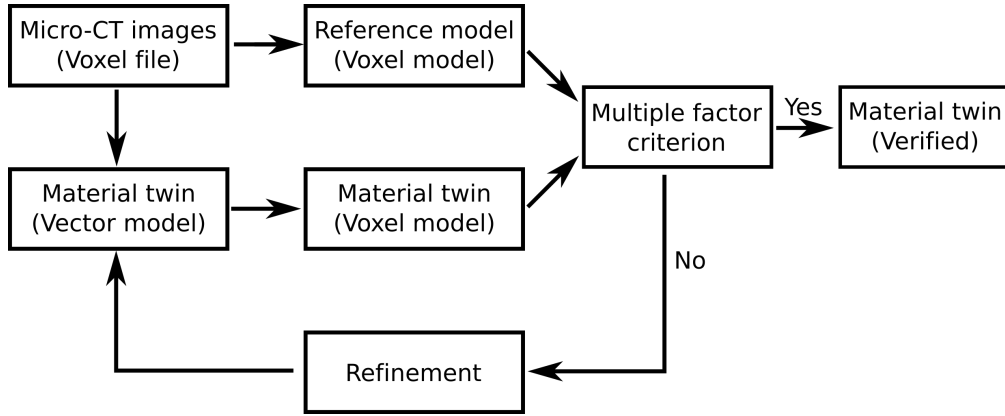 Micro-CT images
(Voxel file)
Reference model
(Voxel model)
Multiple factor
criterion
Yes
Material twin
(Verified)
Material twin
(Vector model)
Material twin
(Voxel model)
No
Refinement